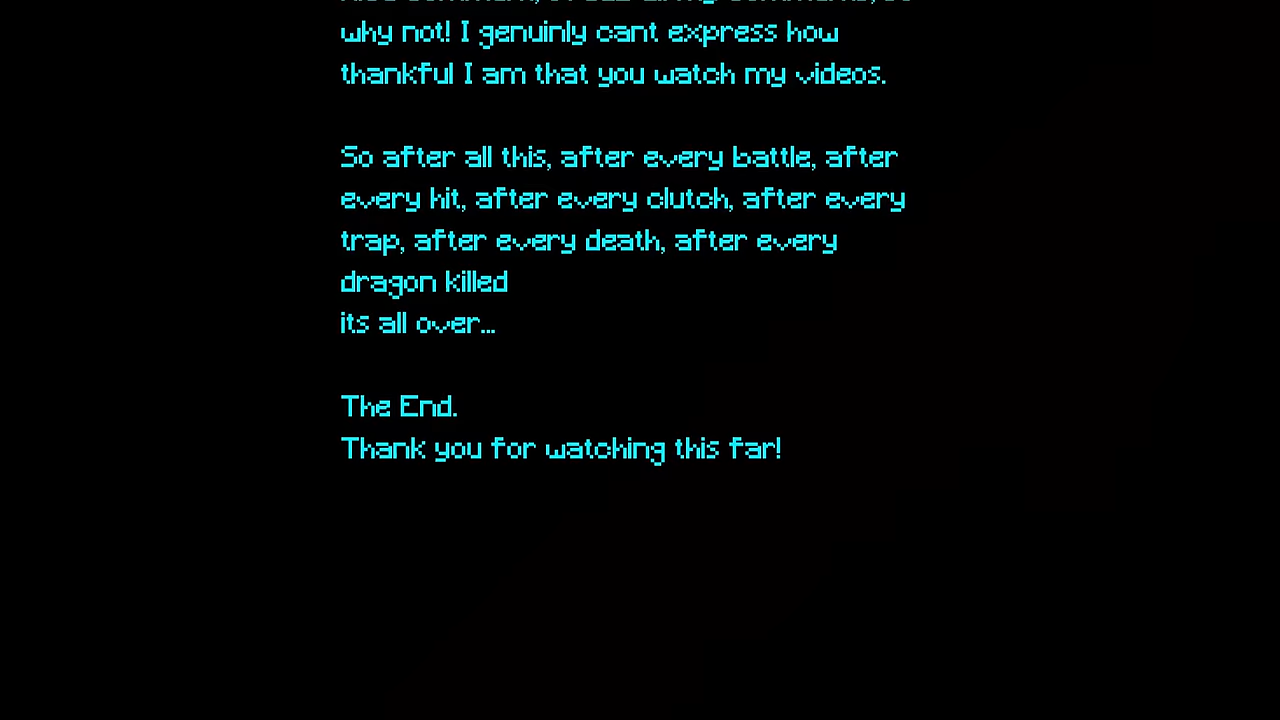 why not! I genuinly cant express how
thankful I am that you watch my videos.
So after all this, after every battle, after
every hit, after every clutch, after every
trap, after every death, after every
dragon killed
its all over...
The End.
Thank you for watching this far!